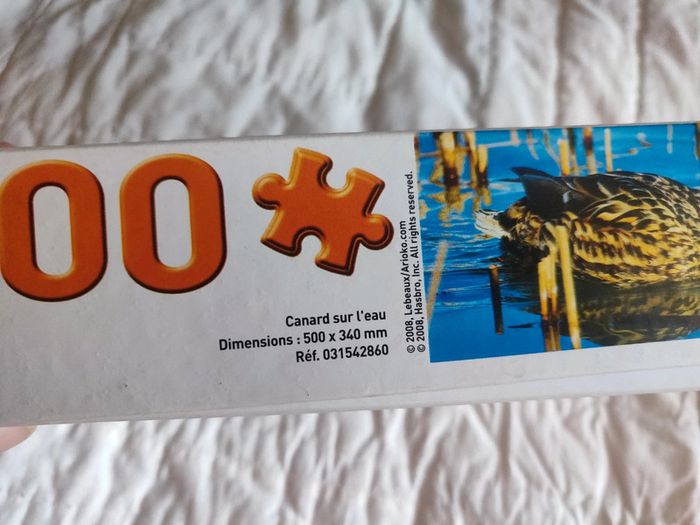 00
Canard sur l'eau
Dimensions : 500 x 340 mm
Réf. 031542860
© 2008, Lebeaux/Arioko.com
© 2008, Hasbro, Inc. All rights reserved.